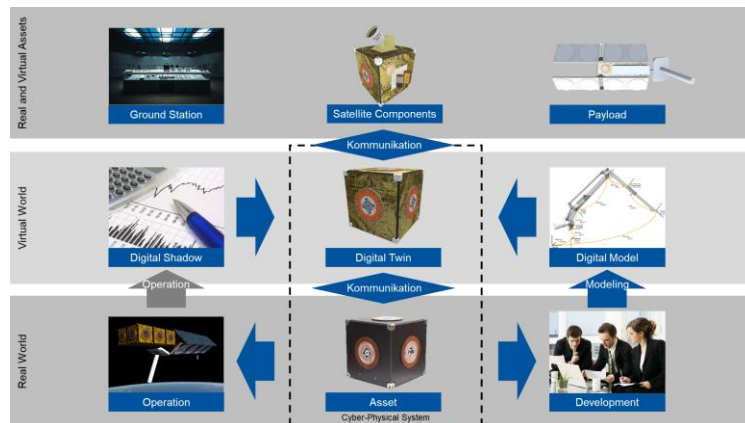 Real and Virtual Assets
Ground Station
Satellite Components
Payload
Kommunikation
Virtual World
Digital Shadow
Digital Twin
Digital Model
Operation
Kommunikation
Modeling
Real World
Operation
Asset
Development
Cyber-Physical System